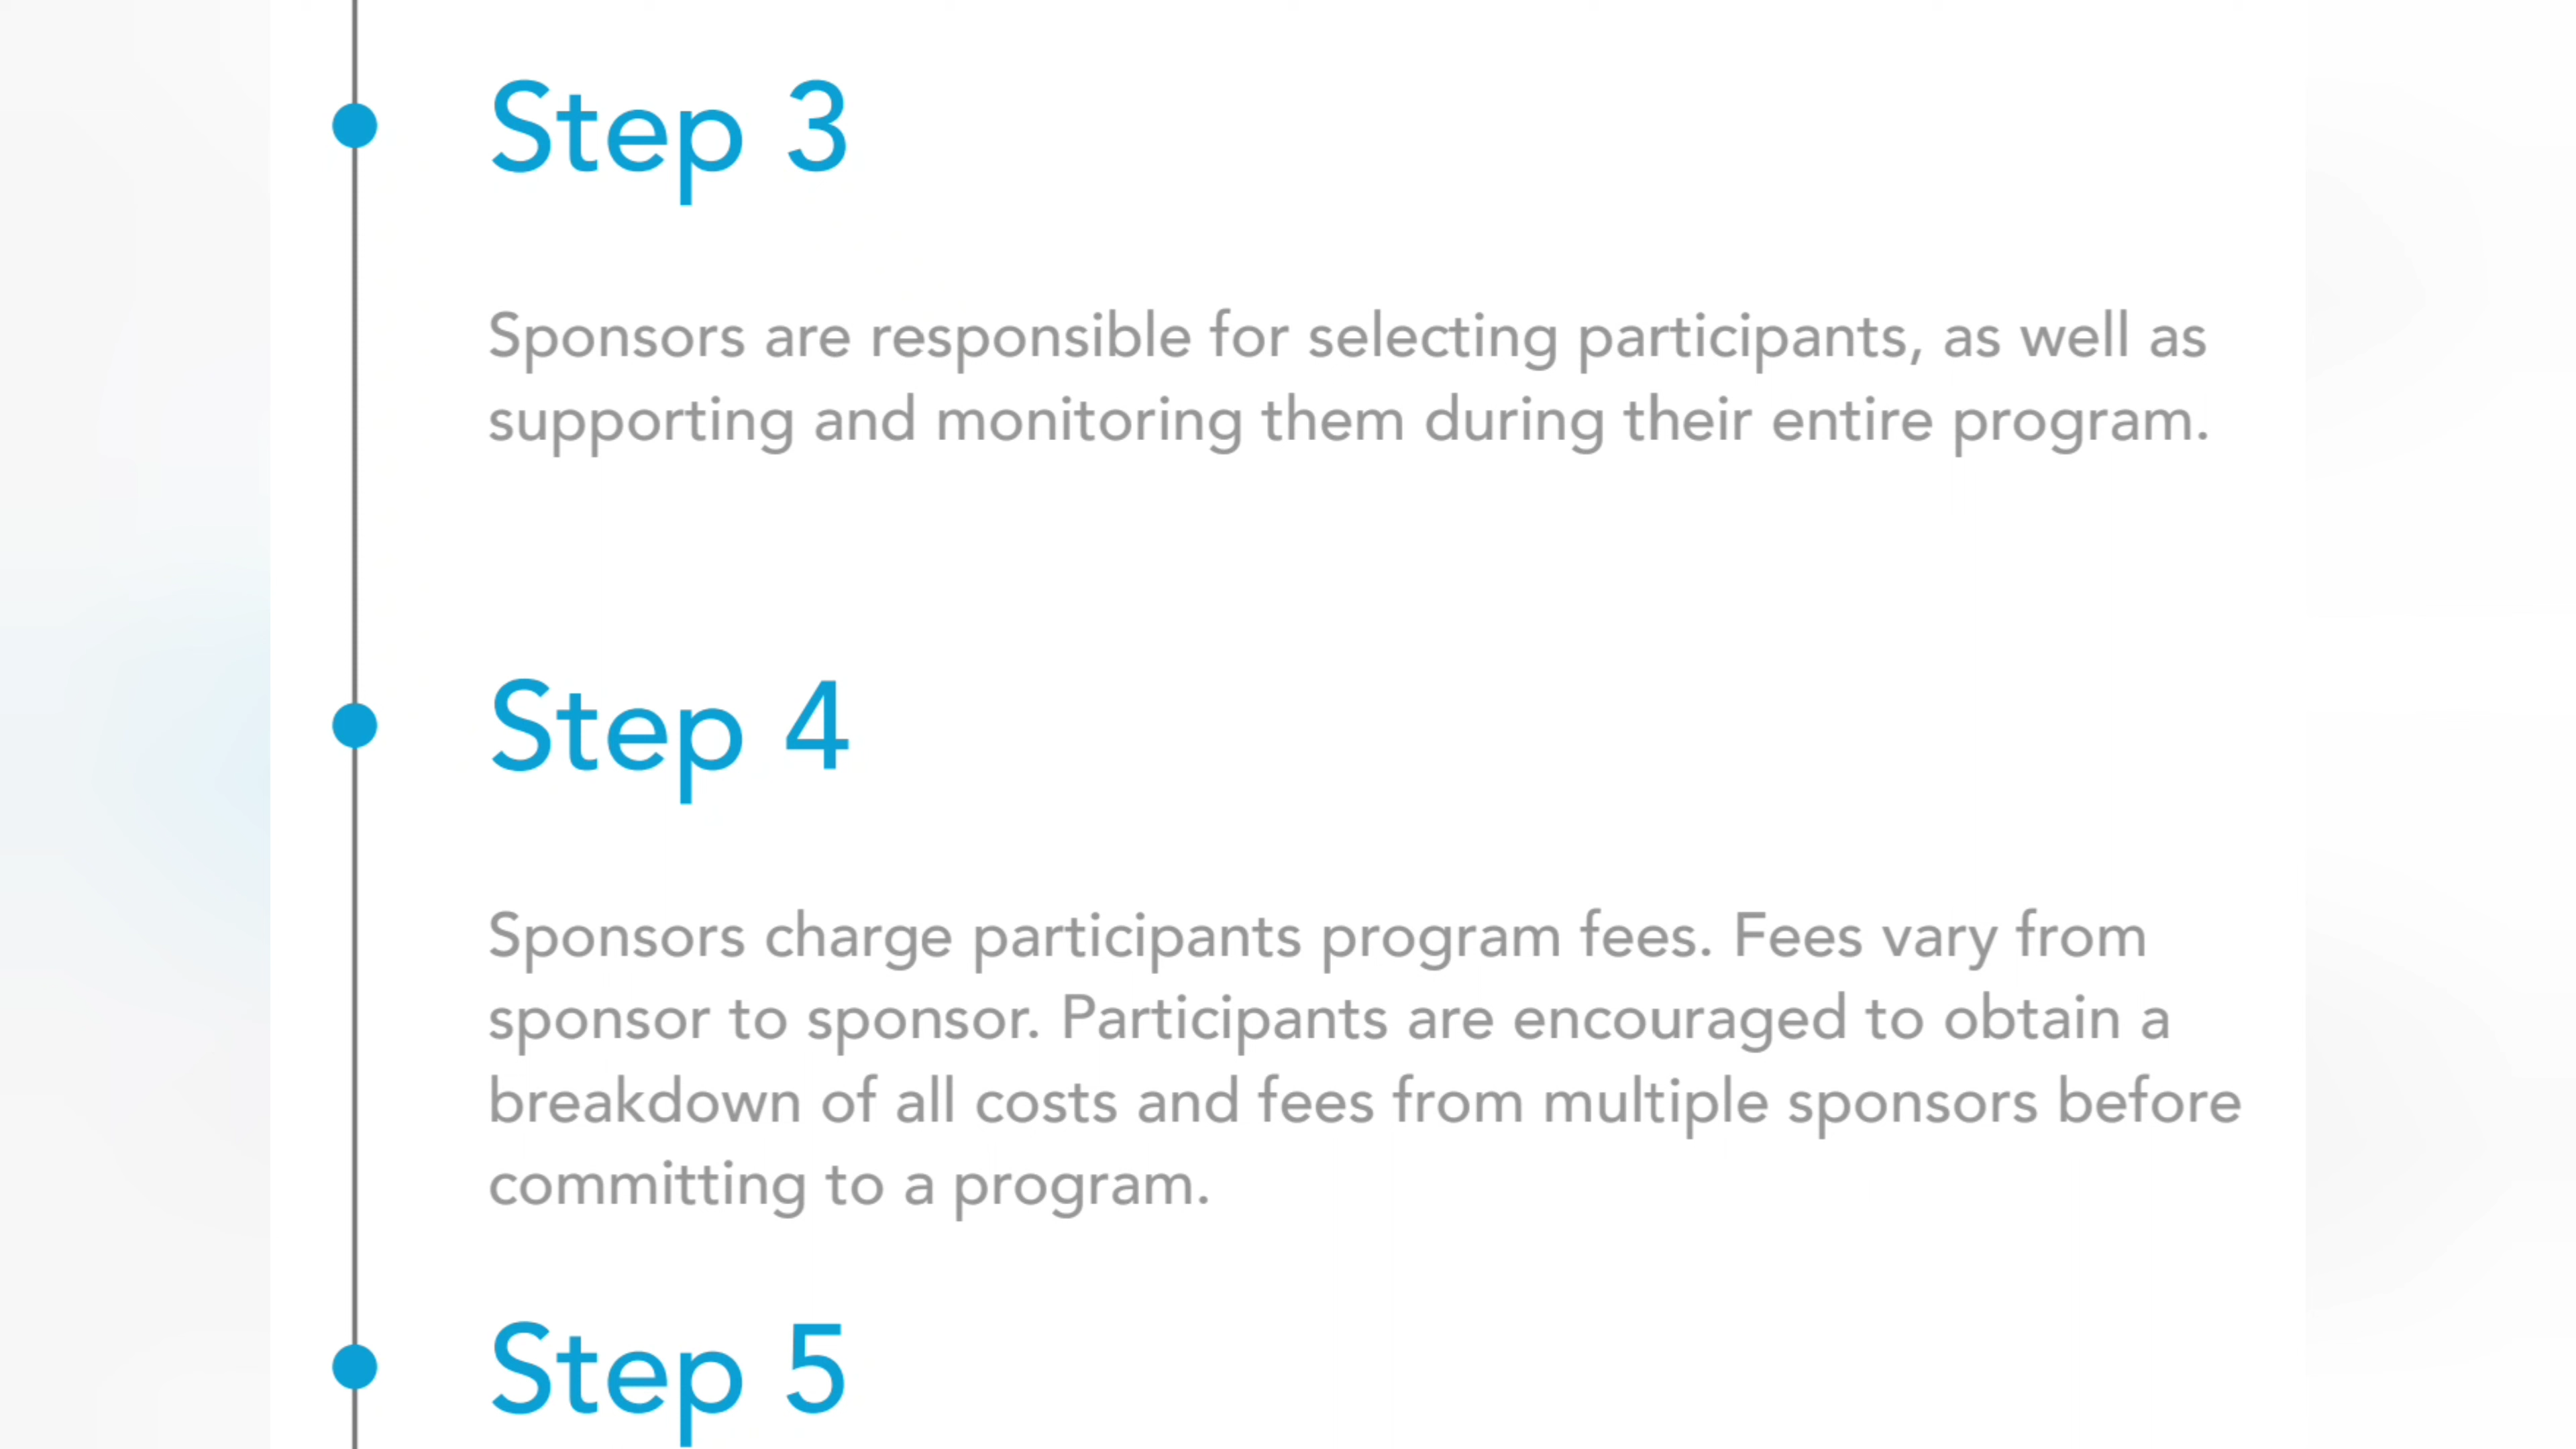 Step 3
Sponsors are responsible for selecting participants, as well as
supporting and monitoring them during their entire program.
Step 4
Sponsors charge participants program fees. Fees vary from
sponsor to sponsor. Participants are encouraged to obtain a
breakdown of all costs and fees from multiple sponsors before
committing to a program.
Step 5